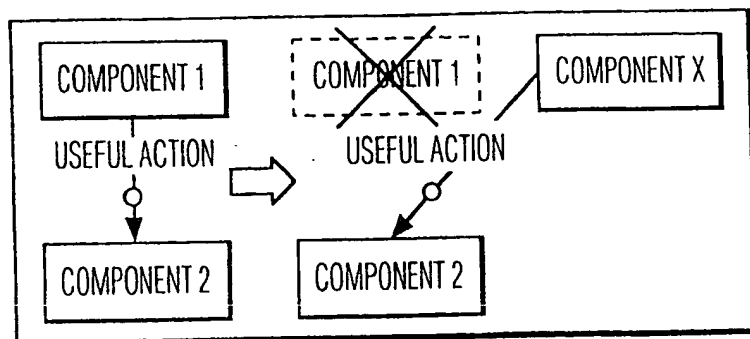 COMPONENT 1
USEFUL ACTION
COMPONENT 2
COMPONENT 1
COMPONENT X
USEFUL ACTION
COMPONENT 2